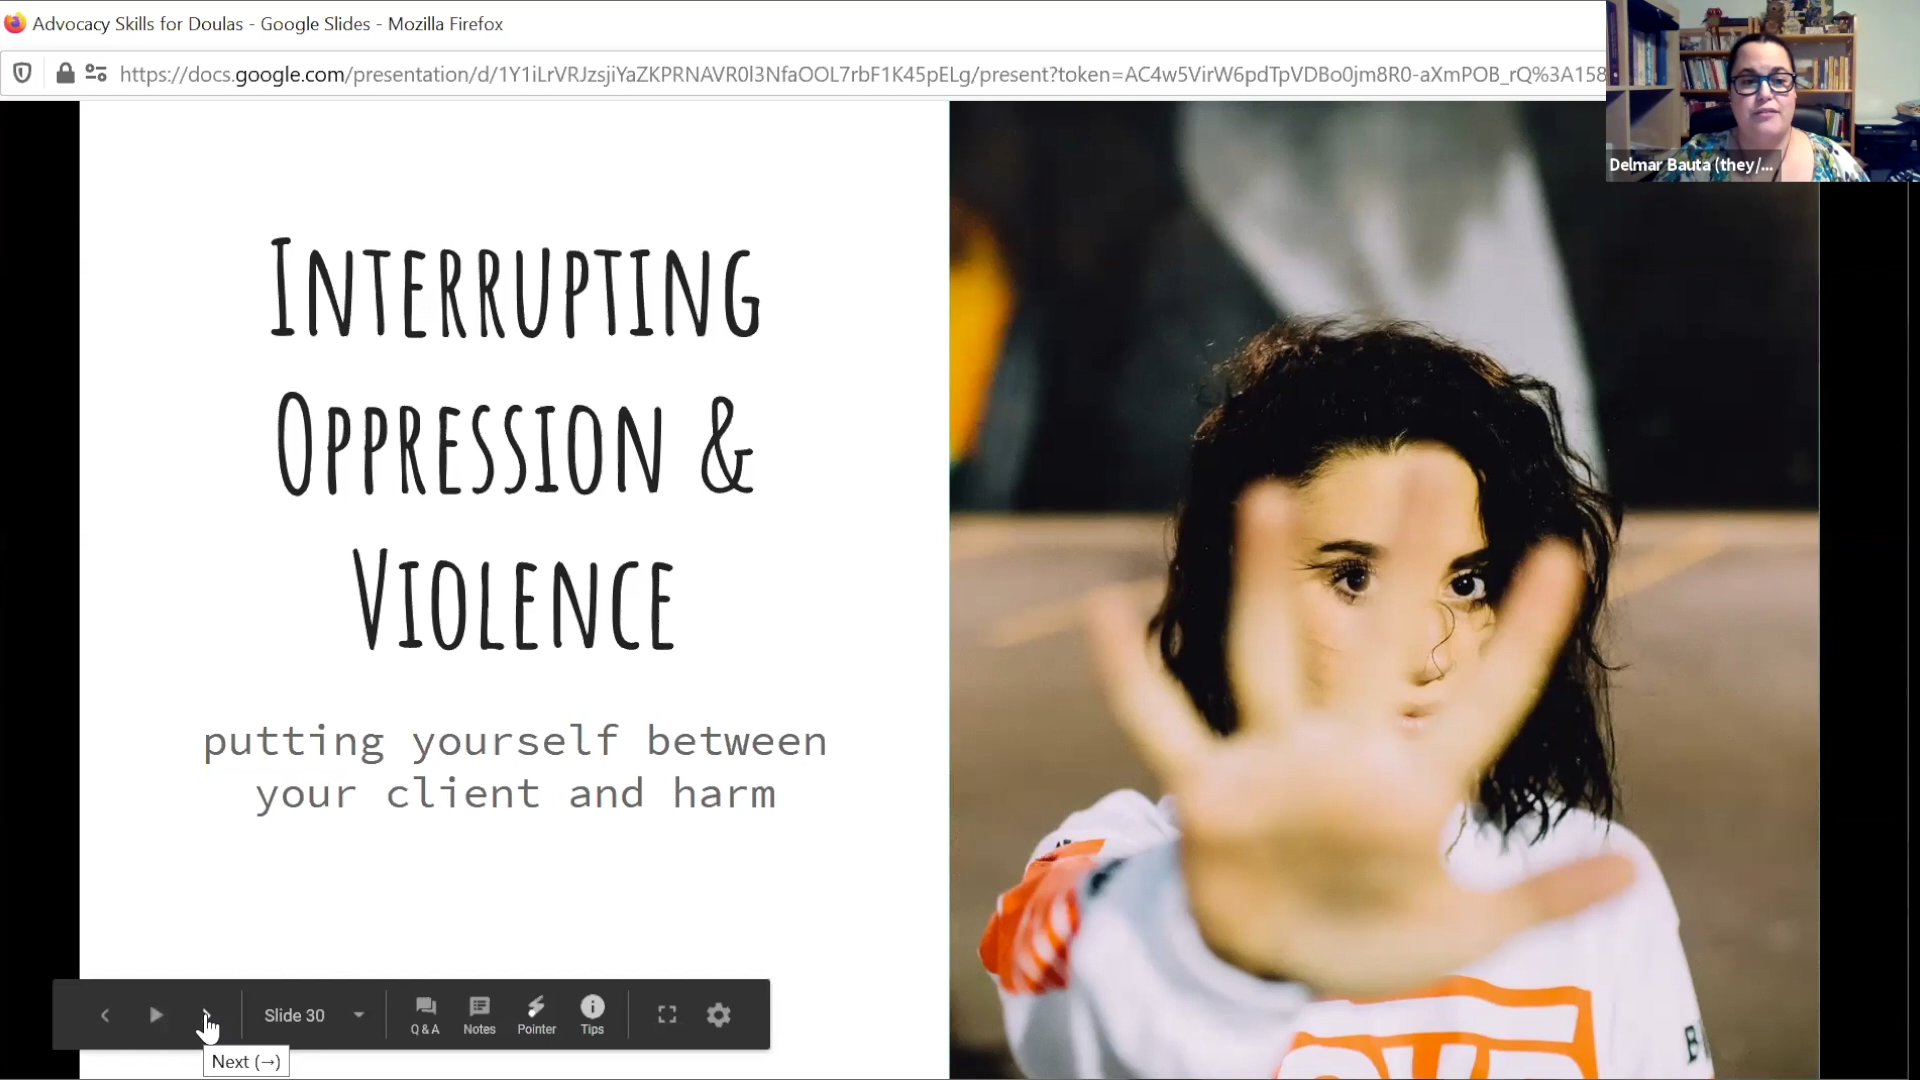 Advocacy Skills for Doulas - Google Slides - Mozilla Firefox
https://docs.google.com/presentation/d/1Y1iLrVRJzsjiYaZKPRNAVR0l3NfaOOL7rbF1K45pELg/present?token=AC4w5VirW6pdTpVDBo0jm8R0-aXmPOB_rQ%3A158
Delmar Bauta (they/...
INTERRUPTING
OPPRESSION &
VIOLENCE
putting yourself between
your client and harm
Slide 30
Q & A
Notes
Pointer
Tips
Next (→)